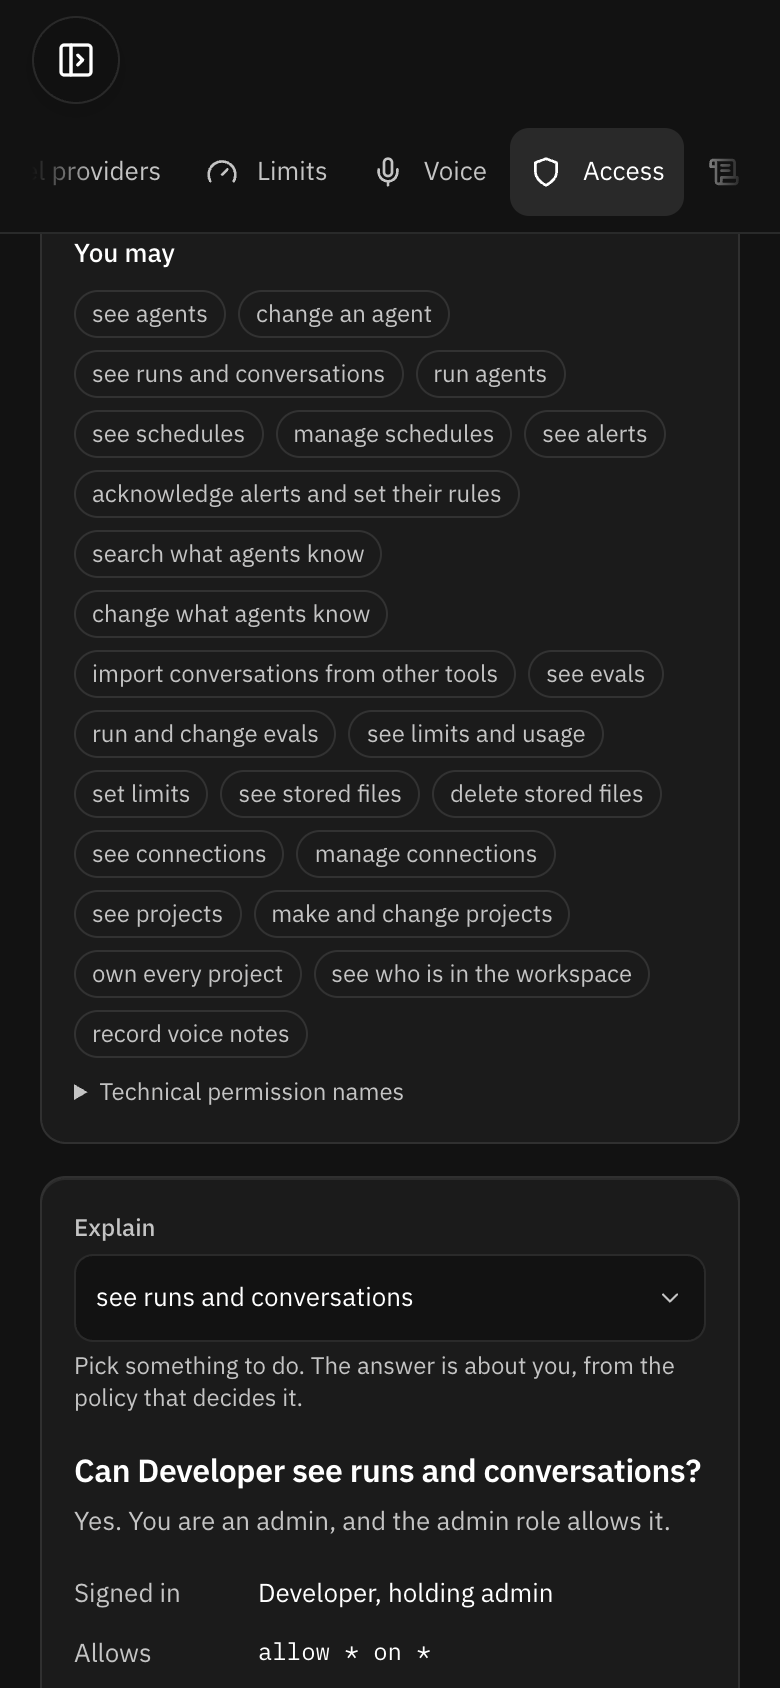 l providers
Limits
Voice
Access
You may
see agents
change an agent
see runs and conversations
run agents
see schedules
manage schedules
see alerts
acknowledge alerts and set their rules
search what agents know
change what agents know
import conversations from other tools
see evals
run and change evals
see limits and usage
set limits
see stored files
delete stored files
see connections
manage connections
see projects
make and change projects
own every project
see who is in the workspace
record voice notes
Technical permission names
Explain
see runs and conversations
Pick something to do. The answer is about you, from the
policy that decides it.
Can Developer see runs and conversations?
Yes. You are an admin, and the admin role allows it.
Signed in
Developer, holding admin
Allows
allow * on *